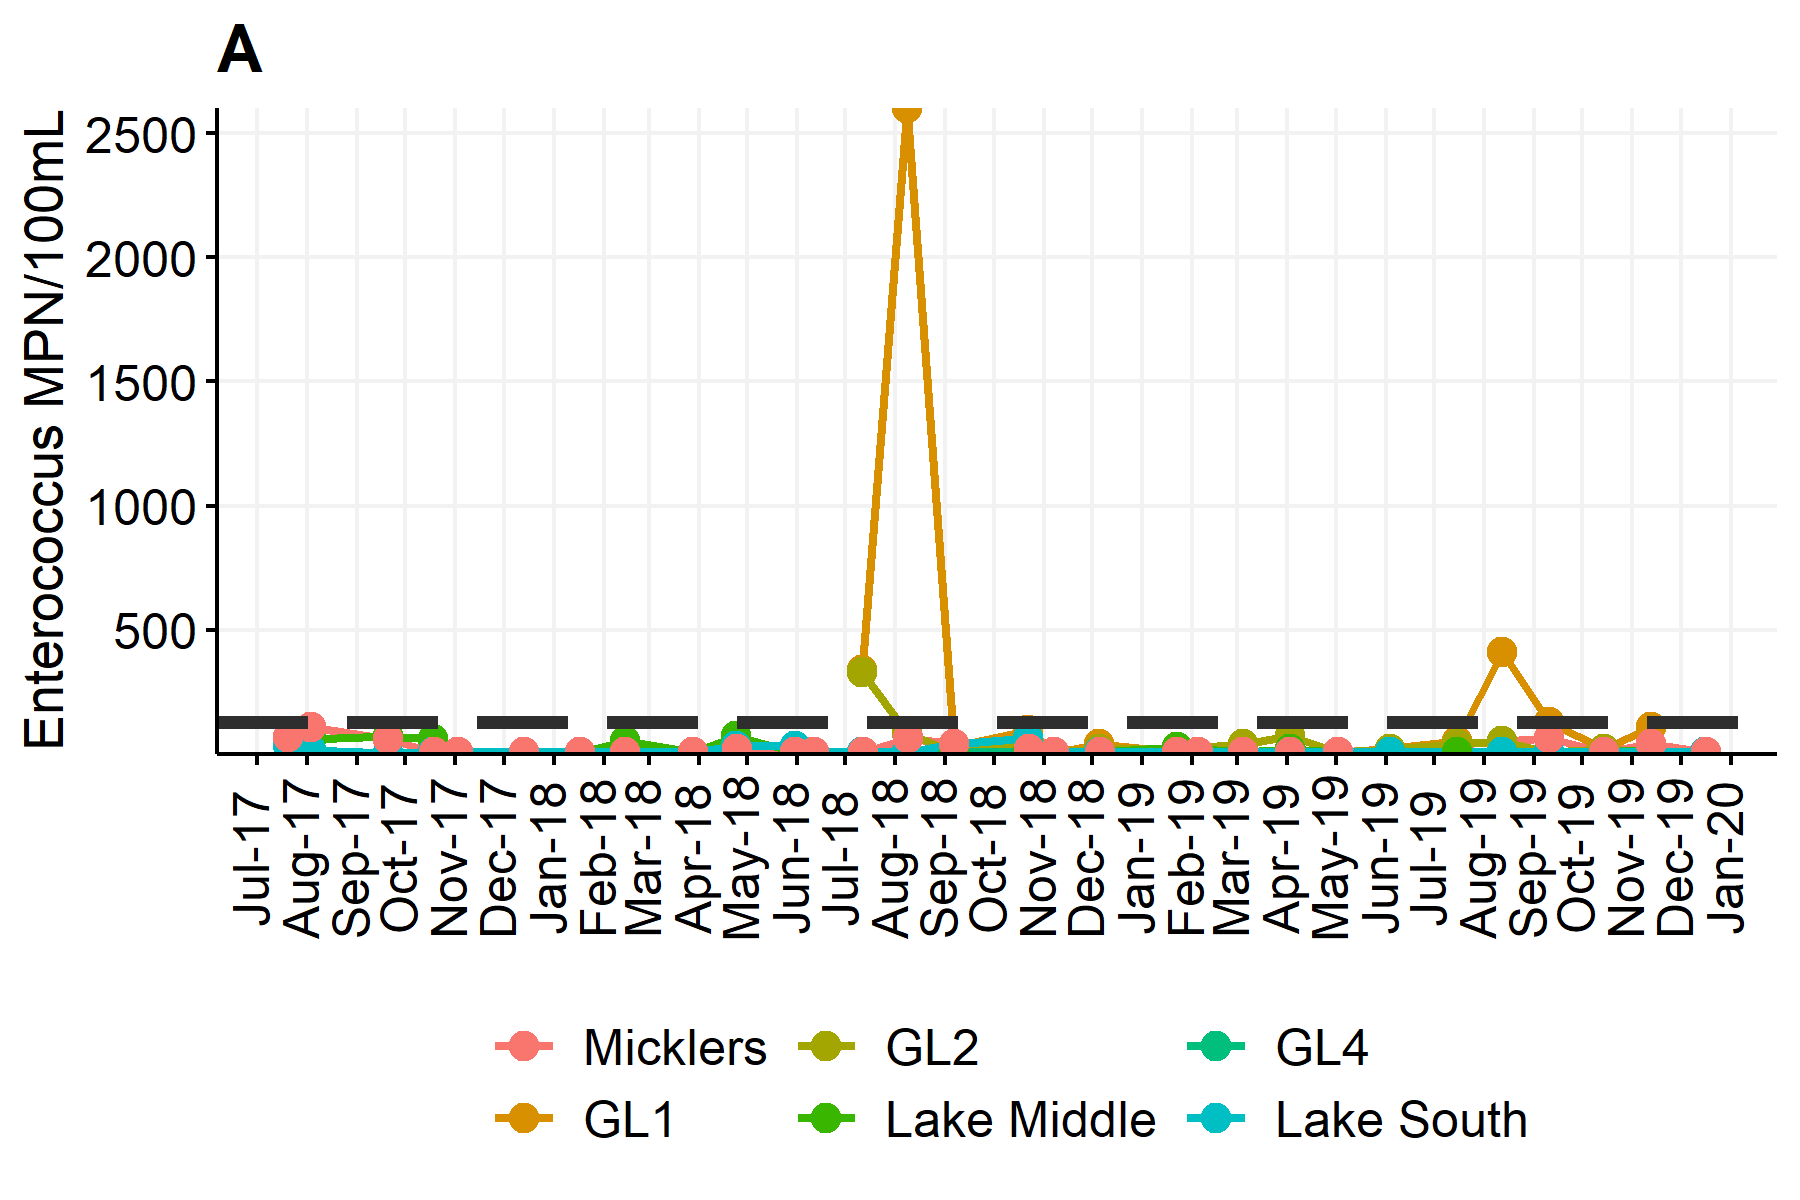 A
Enterococcus MPN/100mL
2500
2000
1500
1000
500
Jul-17
Aug-17
Sep-17
Oct-17
Nov-17
Dec-17
Jan-18
Feb-18
Mar-18
Apr-18
May-18
Jun-18
Jul-18
Aug-18
Sep-18
Oct-18
Nov-18
Dec-18
Jan-19
Feb-19
Mar-19
Apr-19
May-19
Jun-19
Jul-19
Aug-19
Sep-19
Oct-19
Nov-19
Dec-19
Jan-20
Micklers
GL2
GL4
GL1
Lake Middle
Lake South